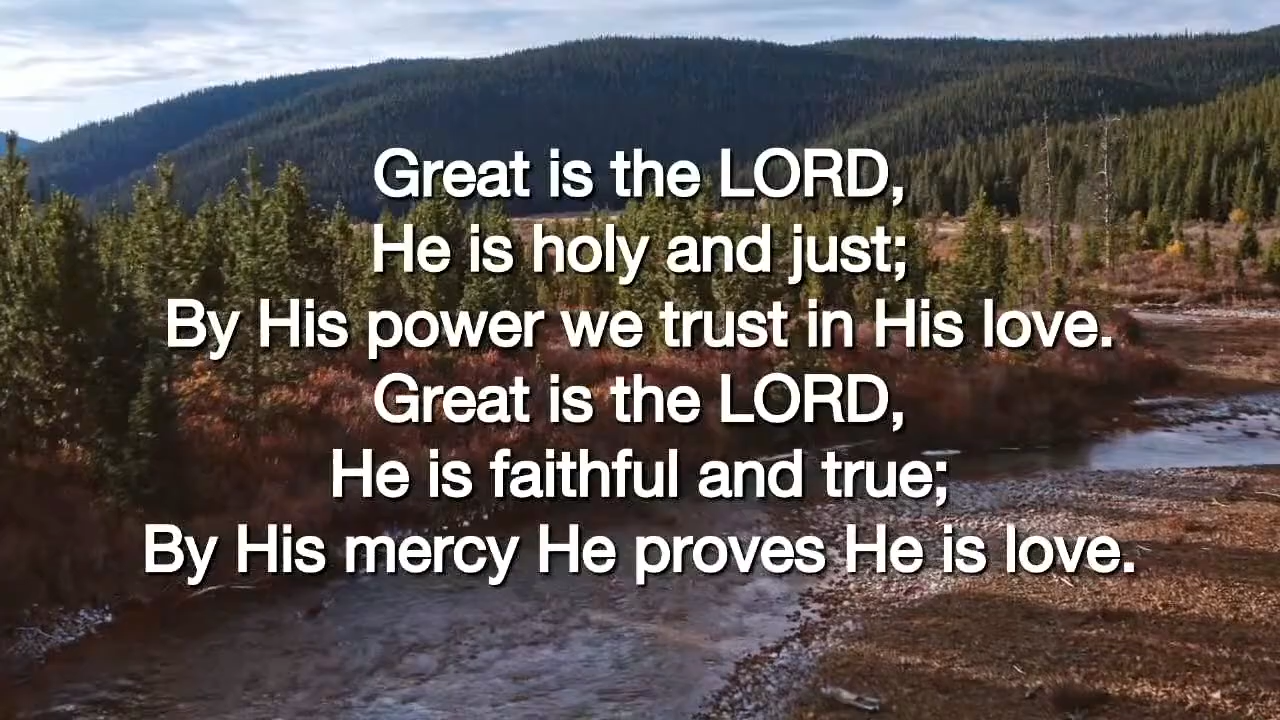 Great is the LORD,
He is holy and just;
By His power we trust in His love.
Great is the LORD,
He is faithful and true;
By His mercy He proves He is love.